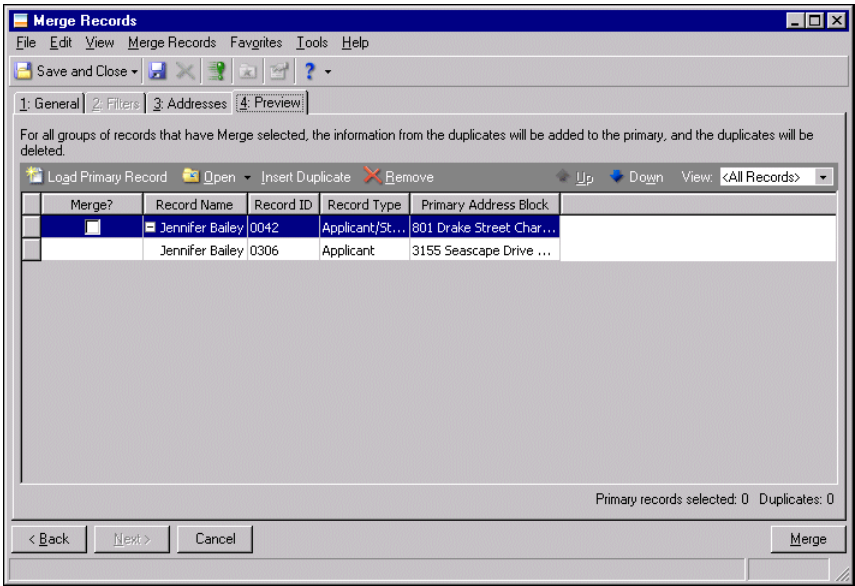 Merge Records
File Edit View Merge Records Favorites Tools Help
Save and Close ?
1: General 2: Filters 3: Addresses 4: Preview
For all groups of records that have Merge selected, the information from the duplicates will be added to the primary, and the duplicates will be
deleted.
Load Primary Record Open Insert Duplicate Remove Up Down View: <All Records>
Merge? Record Name Record ID Record Type Primary Address Block
Jennifer Bailey 0042 Applicant/St... 801 Drake Street Char...
Jennifer Bailey 0306 Applicant 3155 Seascape Drive ...
Primary records selected: 0 Duplicates: 0
< Back Next > Cancel Merge